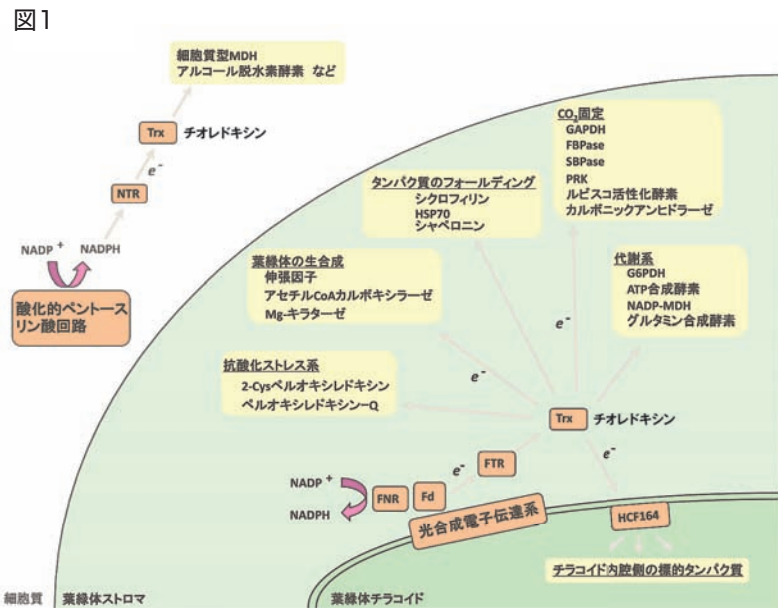 図1
細胞質型MDH
アルコール脱水素酵素 など
Trx チオレドキシン
e-
NTR
NADP + NADPH
酸化的ペントース
リン酸回路
CO2固定
GAPDH
FBPase
SBPase
PRK
ルビスコ活性化酵素
カルボニックアンヒドラーゼ
タンパク質のフォールディング
シクロフィリン
HSP70
シャペロニン
葉緑体の生合成
伸張因子
アセチルCoAカルボキシラーゼ
Mg-キラターゼ
代謝系
G6PDH
ATP合成酵素
NADP-MDH
グルタミン合成酵素
抗酸化ストレス系
2-Cysペルオキシレドキシン
ペルオキシレドキシン-Q
e-
e-
Trx チオレドキシン
e-
e-
FTR
NADP +
NADPH
FNR
Fd
光合成電子伝達系
HCF164
チラコイド内腔側の標的タンパク質
細胞質
葉緑体ストロマ
葉緑体チラコイド